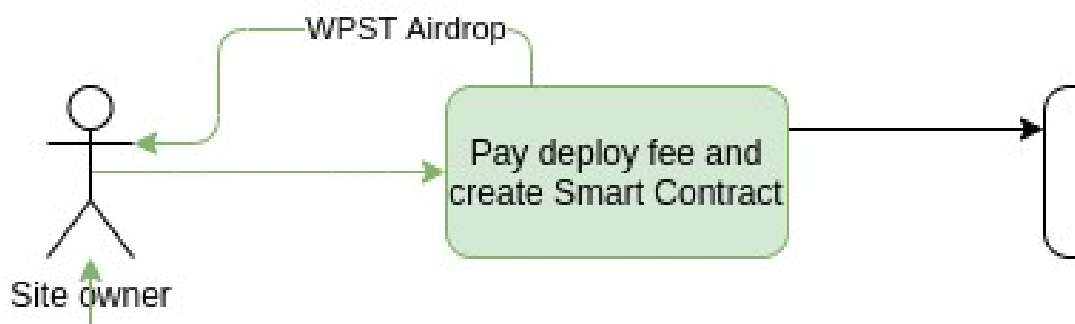 WPST Airdrop
Pay deploy fee and
create Smart Contract
Site owner